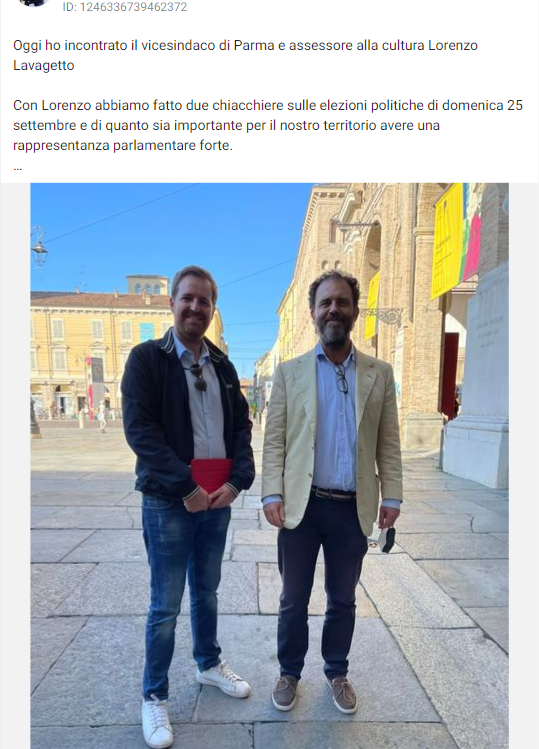 ID: 1246336739462372
Oggi ho incontrato il vicesindaco di Parma e assessore alla cultura Lorenzo
Lavagetto
Con Lorenzo abbiamo fatto due chiacchiere sulle elezioni politiche di domenica 25
settembre e di quanto sia importante per il nostro territorio avere una
rappresentanza parlamentare forte.
...